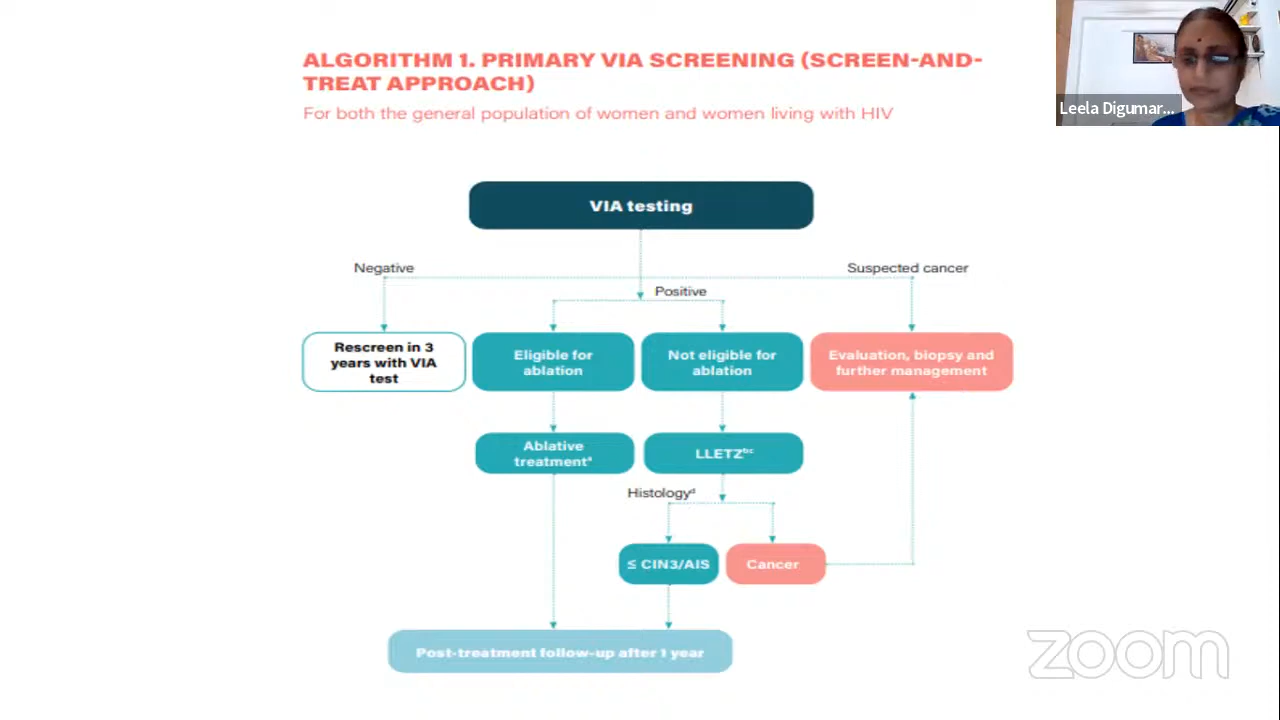 ALGORITHM 1. PRIMARY VIA SCREENING (SCREEN-AND-
TREAT APPROACH)
For both the general population of women and women living with HIV
Leela Digumar...
VIA testing
Negative
Suspected cancer
Positive
Rescreen in 3
years with VIA
test
Eligible for
ablation
Not eligible for
ablation
Evaluation, biopsy and
further management
Ablative
treatmentᵃ
LLETZᵇᶜ
Histologyᵈ
≤ CIN3/AIS
Cancer
Post-treatment follow-up after 1 year
zoom